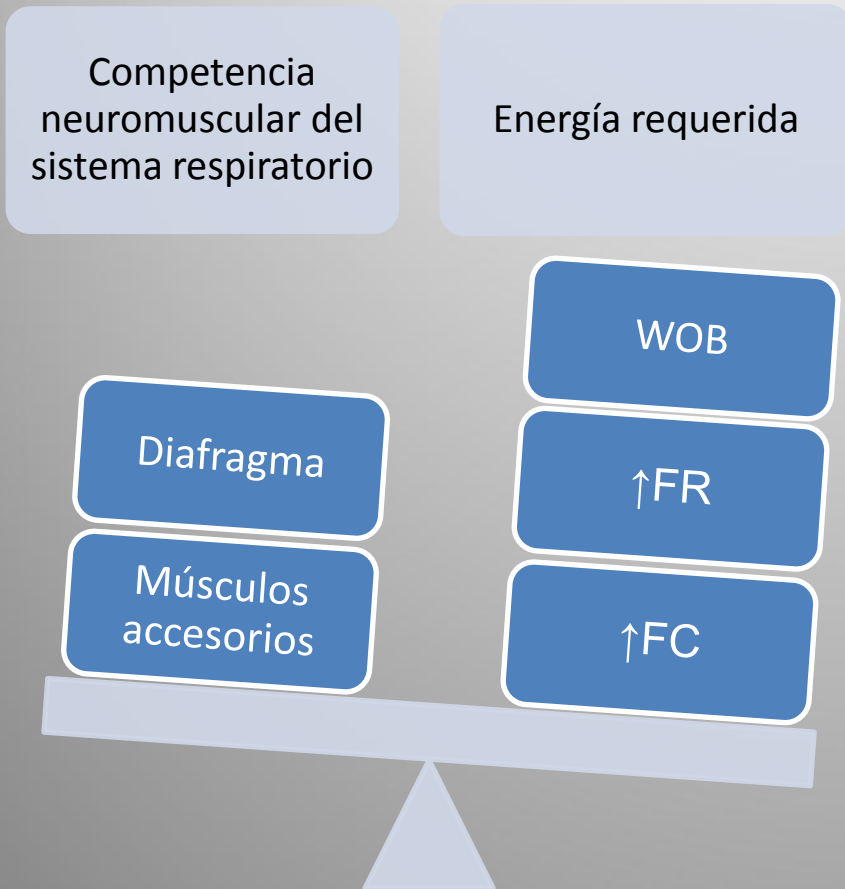 Competencia
neuromuscular del
sistema respiratorio
Energía requerida
Diafragma
Músculos
accesorios
WOB
↑FR
↑FC